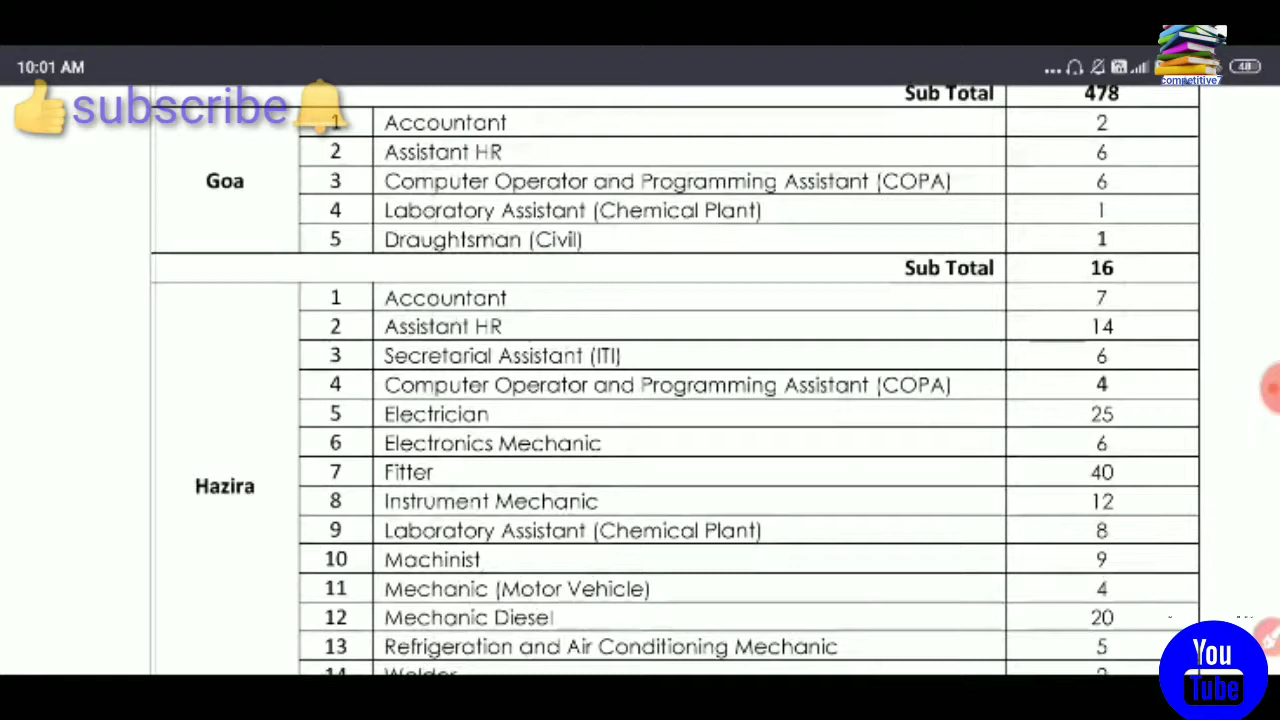 10:01 AM
48
competitive7
👍subscribe🔔
Sub Total 478
Goa
1 Accountant 2
2 Assistant HR 6
3 Computer Operator and Programming Assistant (COPA) 6
4 Laboratory Assistant (Chemical Plant) 1
5 Draughtsman (Civil) 1
Sub Total 16
Hazira
1 Accountant 7
2 Assistant HR 14
3 Secretarial Assistant (ITI) 6
4 Computer Operator and Programming Assistant (COPA) 4
5 Electrician 25
6 Electronics Mechanic 6
7 Fitter 40
8 Instrument Mechanic 12
9 Laboratory Assistant (Chemical Plant) 8
10 Machinist 9
11 Mechanic (Motor Vehicle) 4
12 Mechanic Diesel 20
13 Refrigeration and Air Conditioning Mechanic 5
14 Welder
You
Tube